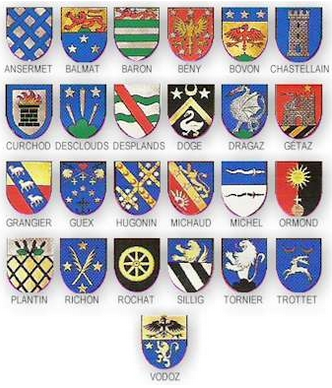 ANSERMET BALMAT BARON BENY BOVON CHASTELLAIN
CURCHOD DESCLOUDS DESPLANDS DOGE DRAGAZ GÉTAZ
GRANGIER GUEX HUGONIN MICHAUD MICHEL ORMOND
PLANTIN RICHON ROCHAT SILLIG TORNIER TROTTET
VODOZ